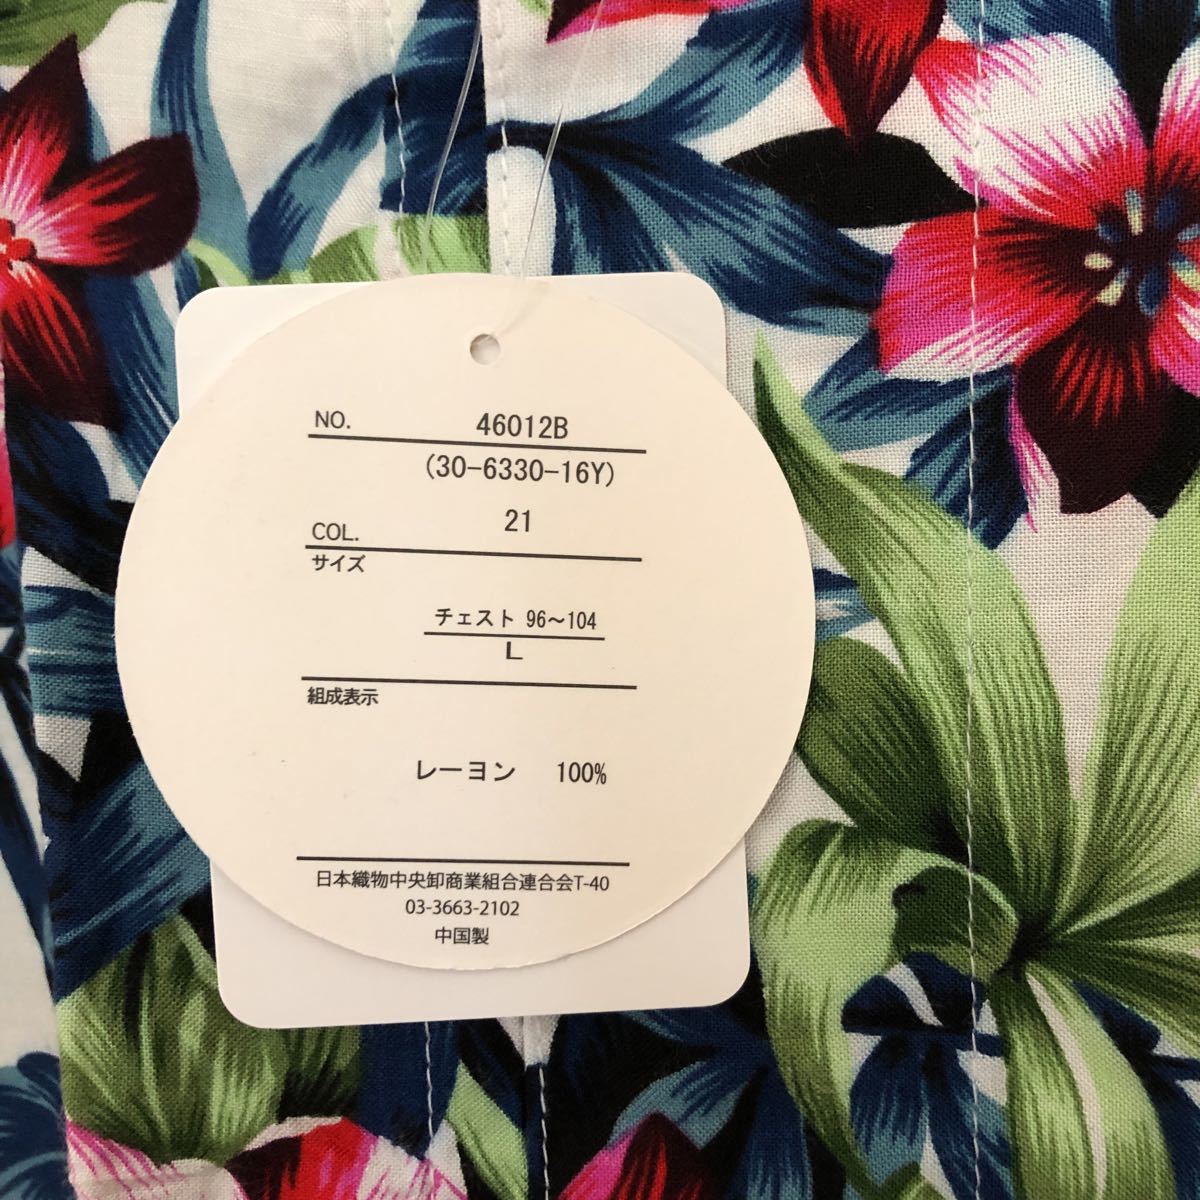 NO. 46012B
(30-6330-16Y)
COL. 21
サイズ
チェスト 96〜104
L
組成表示
レーヨン 100%
日本織物中央卸商業組合連合会T-40
03-3663-2102
中国製